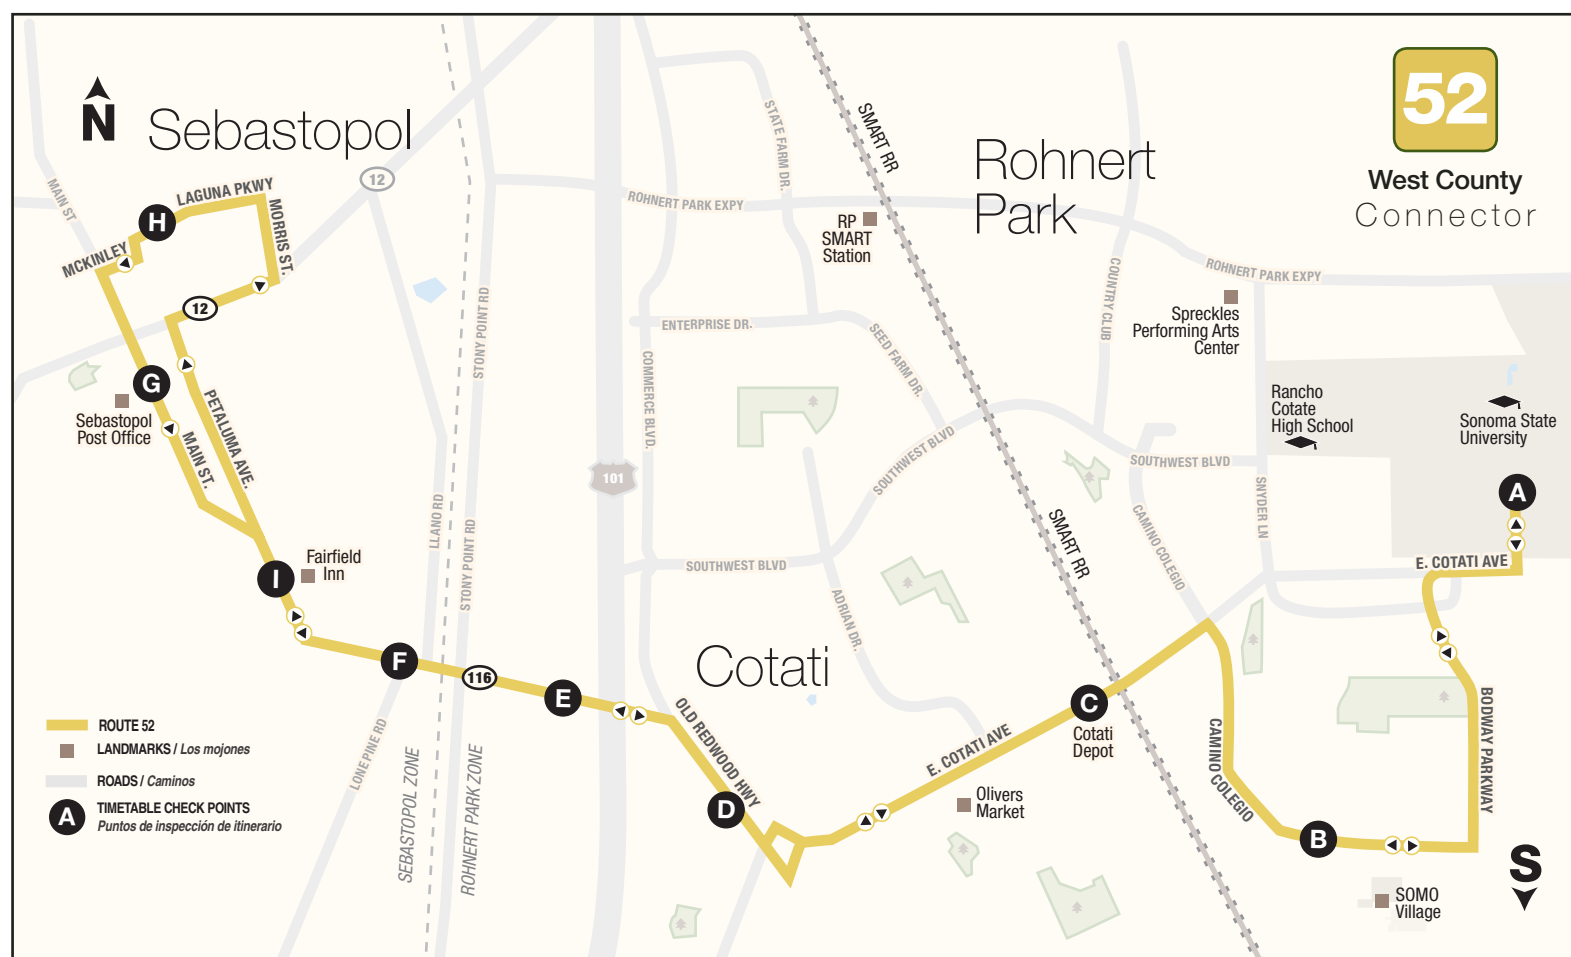 N
Sebastopol
52
West County
Connector
Rohnert
Park
SMART RR
STATE FARM DR.
12
MAIN ST
LAGUNA PKWY
H
MORRIS ST.
MCKINLEY
ROHNERT PARK EXPY
RP
SMART
Station
ROHNERT PARK EXPY
COUNTRY CLUB
Spreckles
Performing Arts
Center
12
STONY POINT RD
ENTERPRISE DR.
SEED FARM DR.
COMMERCE BLVD.
G
Sebastopol
Post Office
PETALUMA AVE.
MAIN ST.
Rancho
Cotate
High School
Sonoma State
University
SOUTHWEST BLVD
SOUTHWEST BLVD
101
A
LLANO RD
STONY POINT RD
SNYDER LN
CAMINO COLEGIO
SMART RR
Fairfield
Inn
I
SOUTHWEST BLVD
E. COTATI AVE
ADRIAN DR.
F
116
E
Cotati
C
Cotati
Depot
OLD REDWOOD HWY
E. COTATI AVE
CAMINO COLEGIO
BODWAY PARKWAY
ROUTE 52
LANDMARKS / Los mojones
ROADS / Caminos
A
TIMETABLE CHECK POINTS
Puntos de inspección de itinerario
LONE PINE RD
SEBASTOPOL ZONE
ROHNERT PARK ZONE
D
Olivers
Market
B
S
SOMO
Village